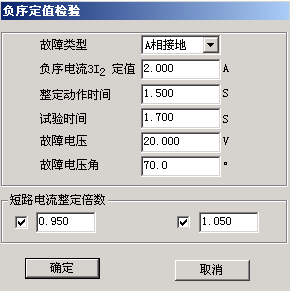 负序定值检验
故障类型 A相接地
负序电流3I2 定值 2.000 A
整定动作时间 1.500 S
试验时间 1.700 S
故障电压 20.000 V
故障电压角 70.0 °
短路电流整定倍数
0.950 1.050
确定 取消